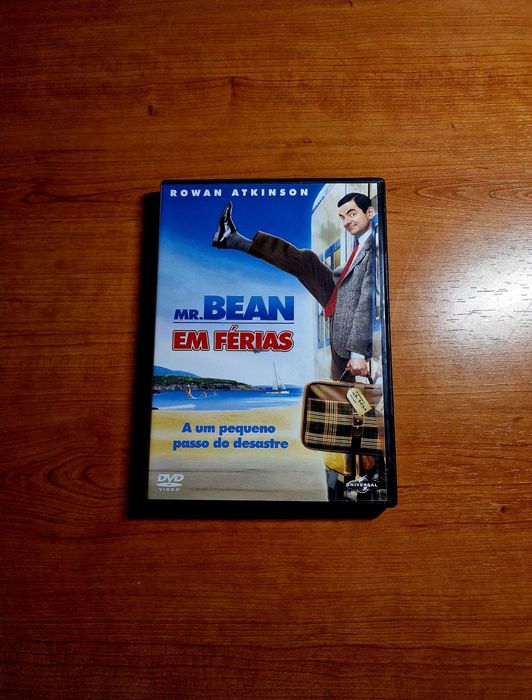 ROWAN ATKINSON
MR. BEAN
EM FÉRIAS
A um pequeno
passo do desastre
DVD
VIDEO
UNIVERSAL